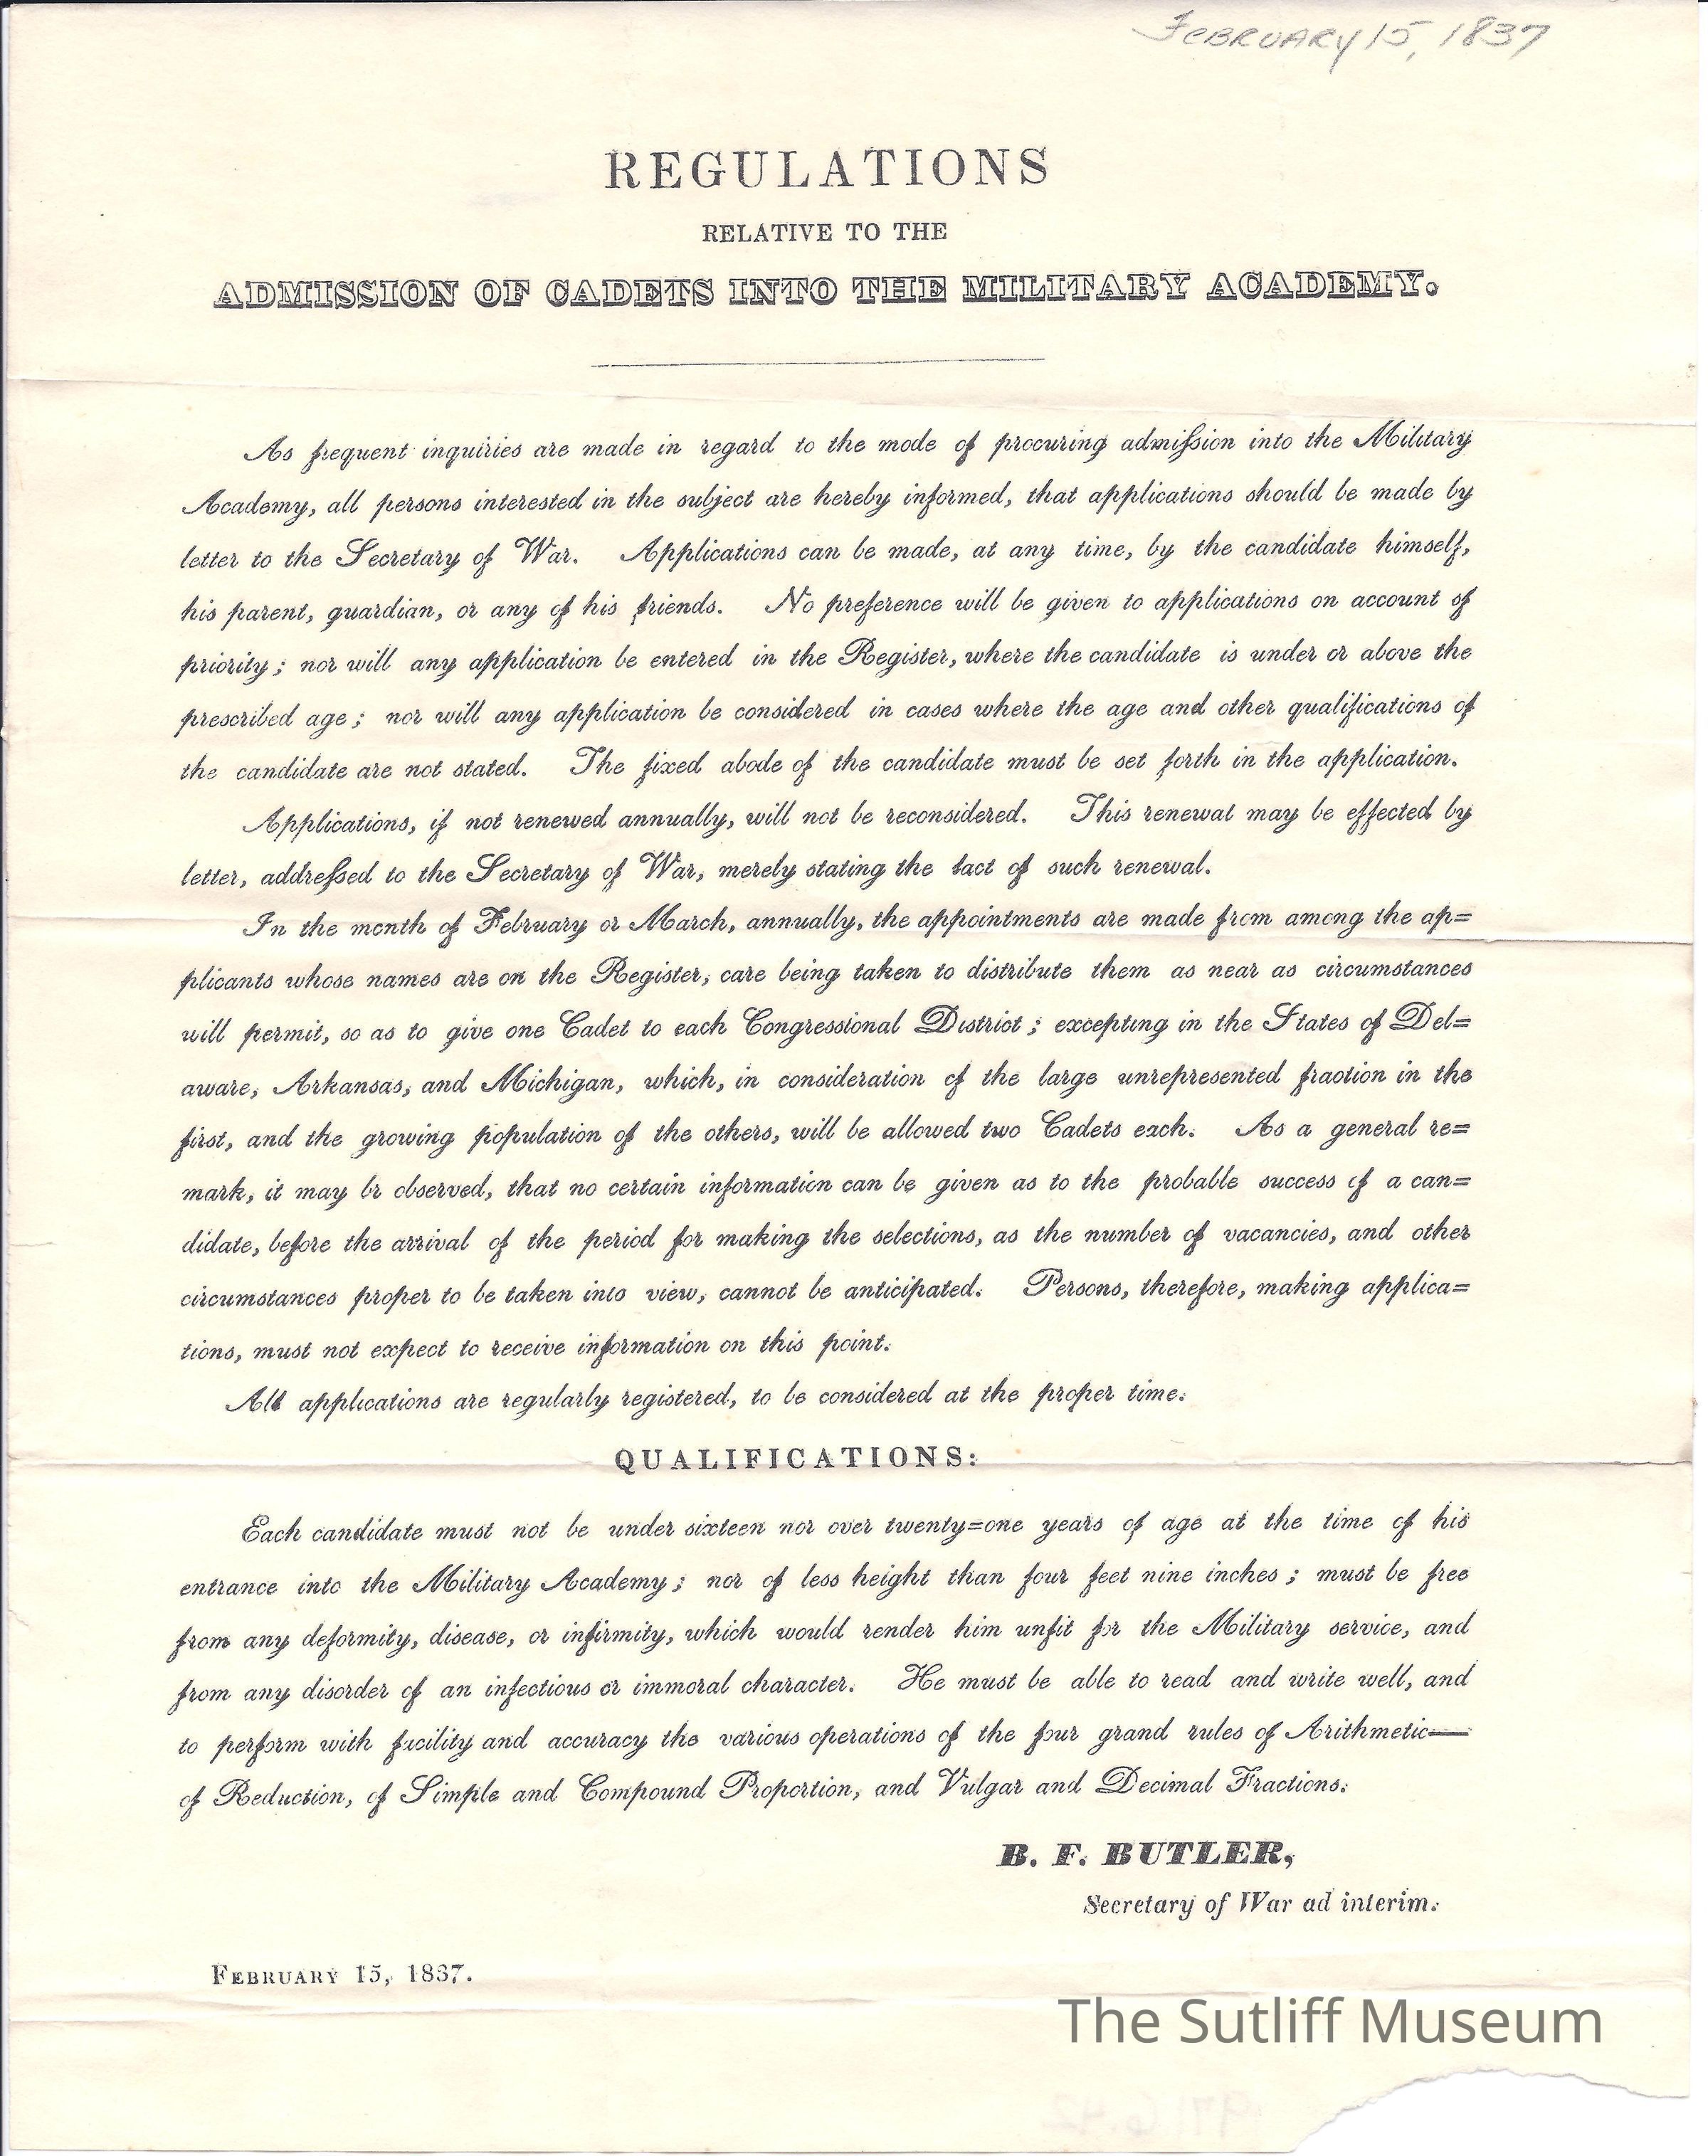 February 15, 1837
REGULATIONS
RELATIVE TO THE
ADMISSION OF CADETS INTO THE MILITARY ACADEMY.
As frequent inquiries are made in regard to the mode of procuring admiſsion into the Military
Academy, all persons interested in the subject are hereby informed, that applications should be made by
letter to the Secretary of War. Applications can be made, at any time, by the candidate himself,
his parent, guardian, or any of his friends. No preference will be given to applications on account of
priority; nor will any application be entered in the Register, where the candidate is under or above the
prescribed age; nor will any application be considered in cases where the age and other qualifications of
the candidate are not stated. The fixed abode of the candidate must be set forth in the application.
Applications, if not renewed annually, will not be reconsidered. This renewal may be effected by
letter, addreſsed to the Secretary of War, merely stating the fact of such renewal.
In the month of February or March, annually, the appointments are made from among the ap=
plicants whose names are on the Register, care being taken to distribute them as near as circumstances
will permit, so as to give one Cadet to each Congressional District; excepting in the States of Del=
aware, Arkansas, and Michigan, which, in consideration of the large unrepresented fraction in the
first, and the growing population of the others, will be allowed two Cadets each. As a general re=
mark, it may be observed, that no certain information can be given as to the probable success of a can=
didate, before the arrival of the period for making the selections, as the number of vacancies, and other
circumstances proper to be taken into view, cannot be anticipated. Persons, therefore, making applica=
tions, must not expect to receive information on this point.
All applications are regularly registered, to be considered at the proper time.
QUALIFICATIONS:
Each candidate must not be under sixteen nor over twenty=one years of age at the time of his
entrance into the Military Academy; nor of less height than four feet nine inches; must be free
from any deformity, disease, or infirmity, which would render him unfit for the Military service, and
from any disorder of an infectious or immoral character. He must be able to read and write well, and
to perform with facility and accuracy the various operations of the four grand rules of Arithmetic—
of Reduction, of Simple and Compound Proportion, and Vulgar and Decimal Fractions.
B. F. BUTLER,
Secretary of War ad interim.
FEBRUARY 15, 1837.
The Sutliff Museum